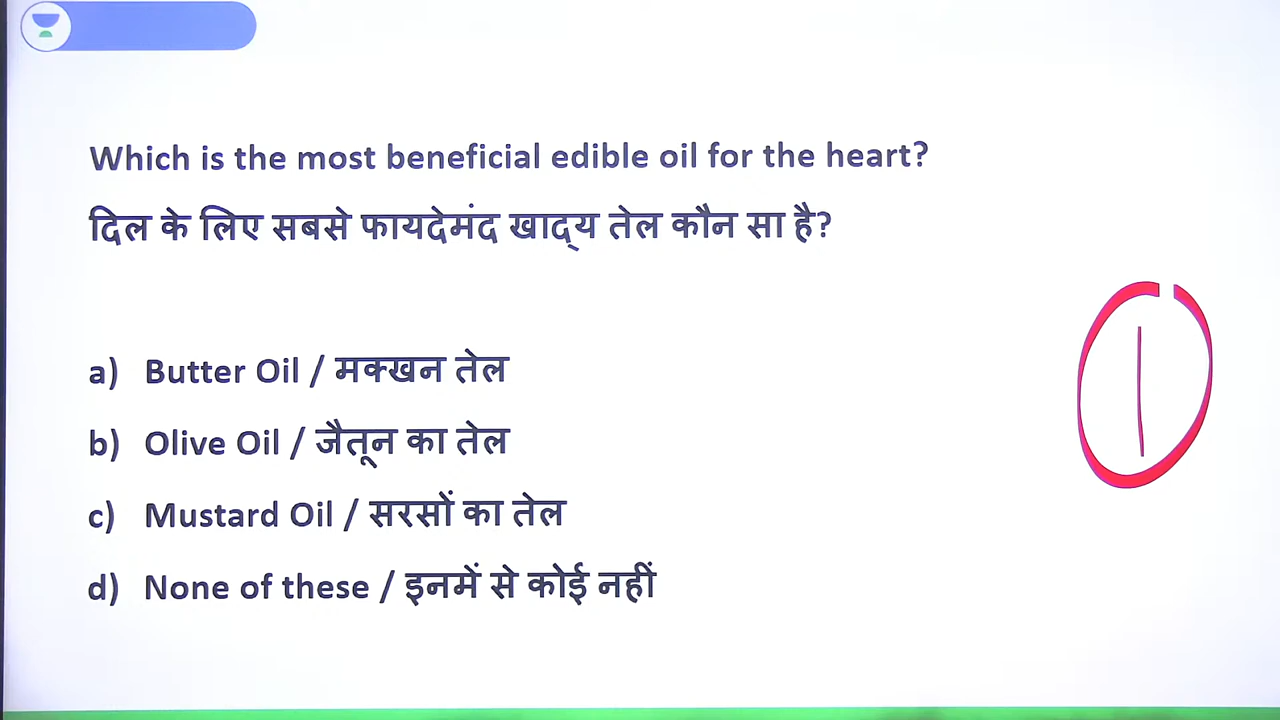 Which is the most beneficial edible oil for the heart?
दिल के लिए सबसे फायदेमंद खाद्य तेल कौन सा है?
a) Butter Oil / मक्खन तेल
b) Olive Oil / जैतून का तेल
c) Mustard Oil / सरसों का तेल
d) None of these / इनमें से कोई नहीं
1